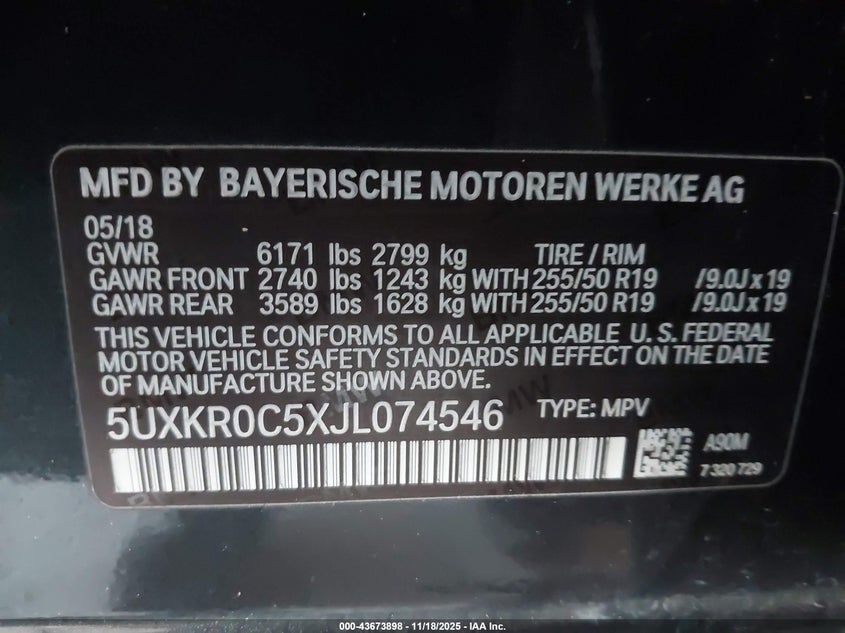 MFD BY BAYERISCHE MOTOREN WERKE AG
05/18
GVWR 6171 lbs 2799 kg TIRE / RIM
GAWR FRONT 2740 lbs 1243 kg WITH 255/50 R19 /9.0J x 19
GAWR REAR 3589 lbs 1628 kg WITH 255/50 R19 /9.0J x 19
THIS VEHICLE CONFORMS TO ALL APPLICABLE U.S. FEDERAL
MOTOR VEHICLE SAFETY STANDARDS IN EFFECT ON THE DATE
OF MANUFACTURE SHOWN ABOVE.
5UXKR0C5XJL074546 TYPE: MPV
A90M
7 320 729
000-43673898 - 11/18/2025 - IAA Inc.